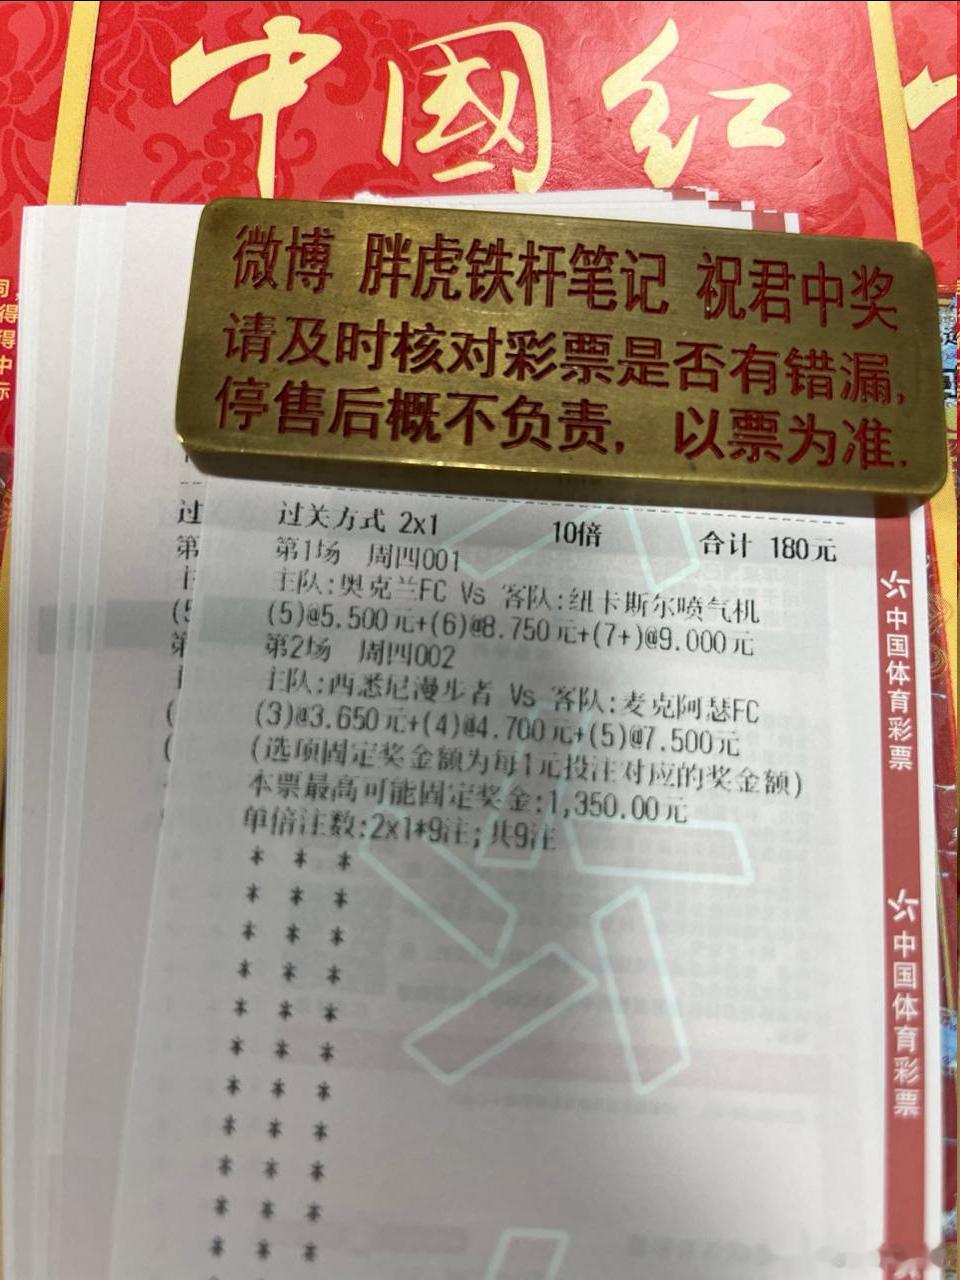 中国红
微博 胖虎铁杆笔记 祝君中奖
请及时核对彩票是否有错漏,
停售后概不负责, 以票为准.
过关方式 2x1 10倍 合计 180元
第1场 周四001
主队:奥克兰FC Vs 客队:纽卡斯尔喷气机
(5)@5.500元+(6)@8.750元+(7+)@9.000元
第2场 周四002
主队:西悉尼漫步者 Vs 客队:麦克阿瑟FC
(3)@3.650元+(4)@4.700元+(5)@7.500元
(选项固定奖金额为每1元投注对应的奖金额)
本票最高可能固定奖金:1,350.00元
单倍注数:2x1*9注;共9注
中国体育彩票
中国体育彩票